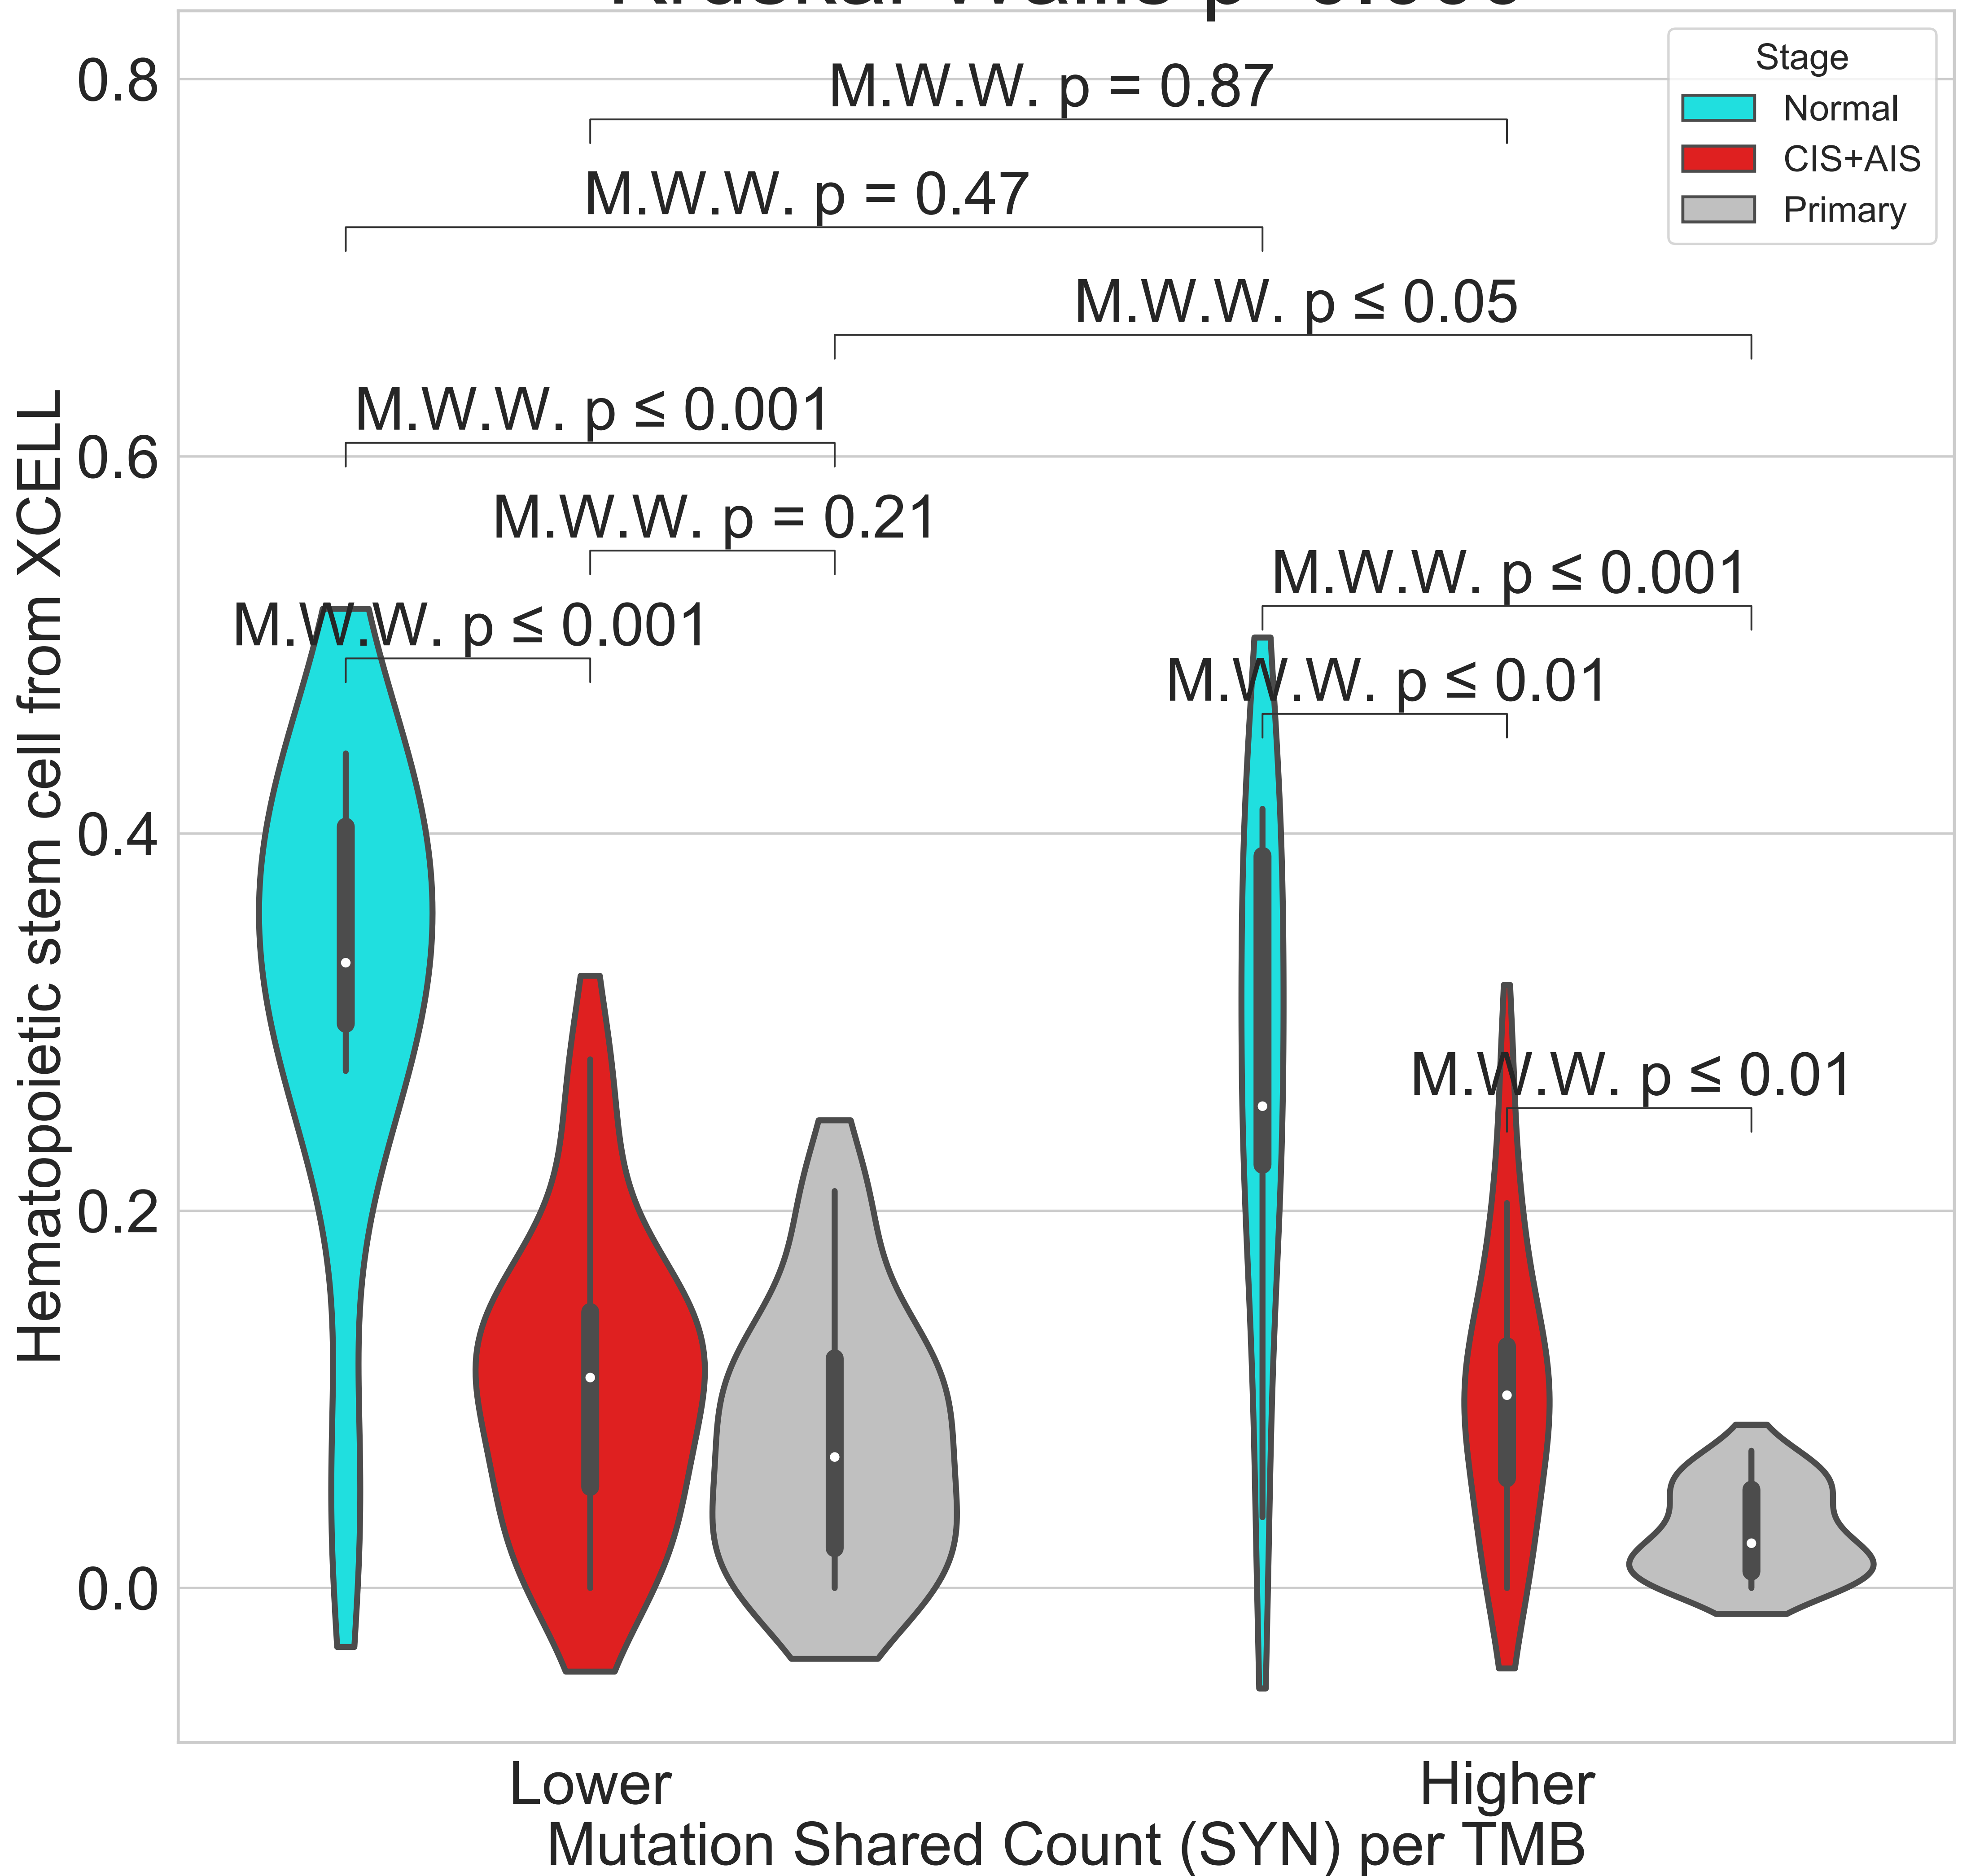 0.8
0.6
0.4
0.2
0.0
Hematopoietic stem cell from XCELL
M.W.W. p = 0.87
M.W.W. p = 0.47
M.W.W. p ≤ 0.05
M.W.W. p ≤ 0.001
M.W.W. p = 0.21
M.W.W. p ≤ 0.001
M.W.W. p ≤ 0.001
M.W.W. p ≤ 0.01
M.W.W. p ≤ 0.01
Stage
Normal
CIS+AIS
Primary
Lower
Higher
Mutation Shared Count (SYN) per TMB